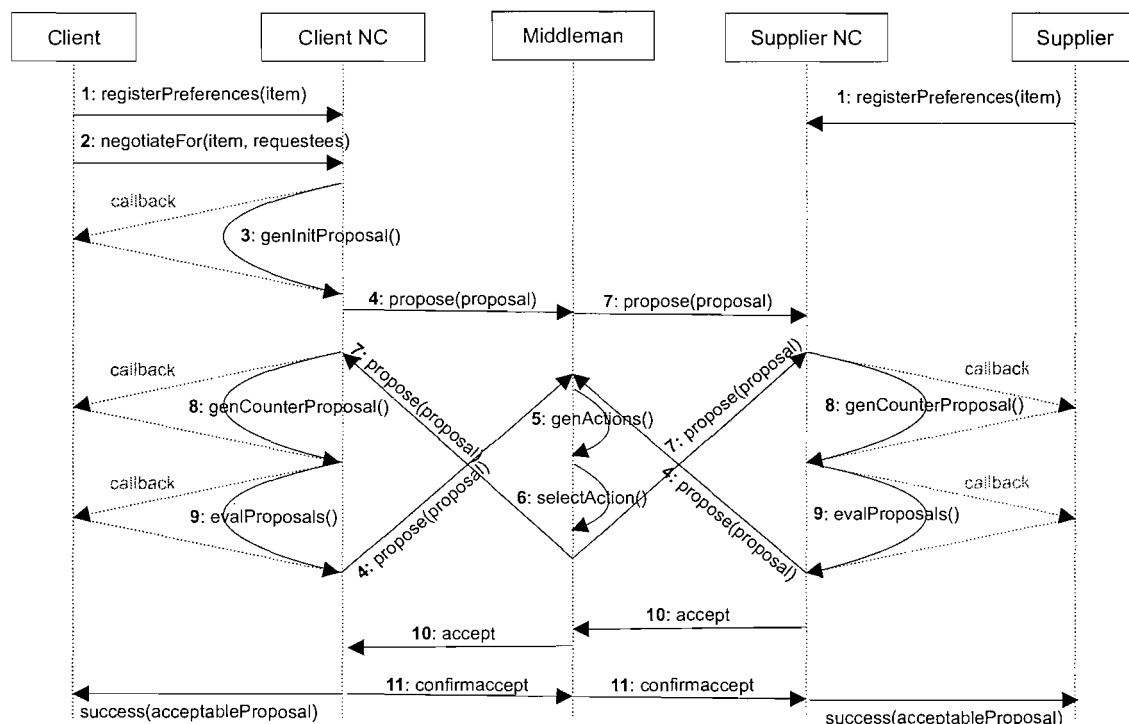 Client
Client NC
Middleman
Supplier NC
Supplier
1: registerPreferences(item)
1: registerPreferences(item)
2: negotiateFor(item, requestees)
callback
3: genInitProposal()
4: propose(proposal)
7: propose(proposal)
7: propose(proposal)
7: propose(proposal)
callback
callback
8: genCounterProposal()
5: genActions()
8: genCounterProposal()
4: propose(proposal)
4: propose(proposal)
callback
callback
9: evalProposals()
6: selectAction()
9: evalProposals()
10: accept
10: accept
11: confirmaccept
11: confirmaccept
success(acceptableProposal)
success(acceptableProposal)